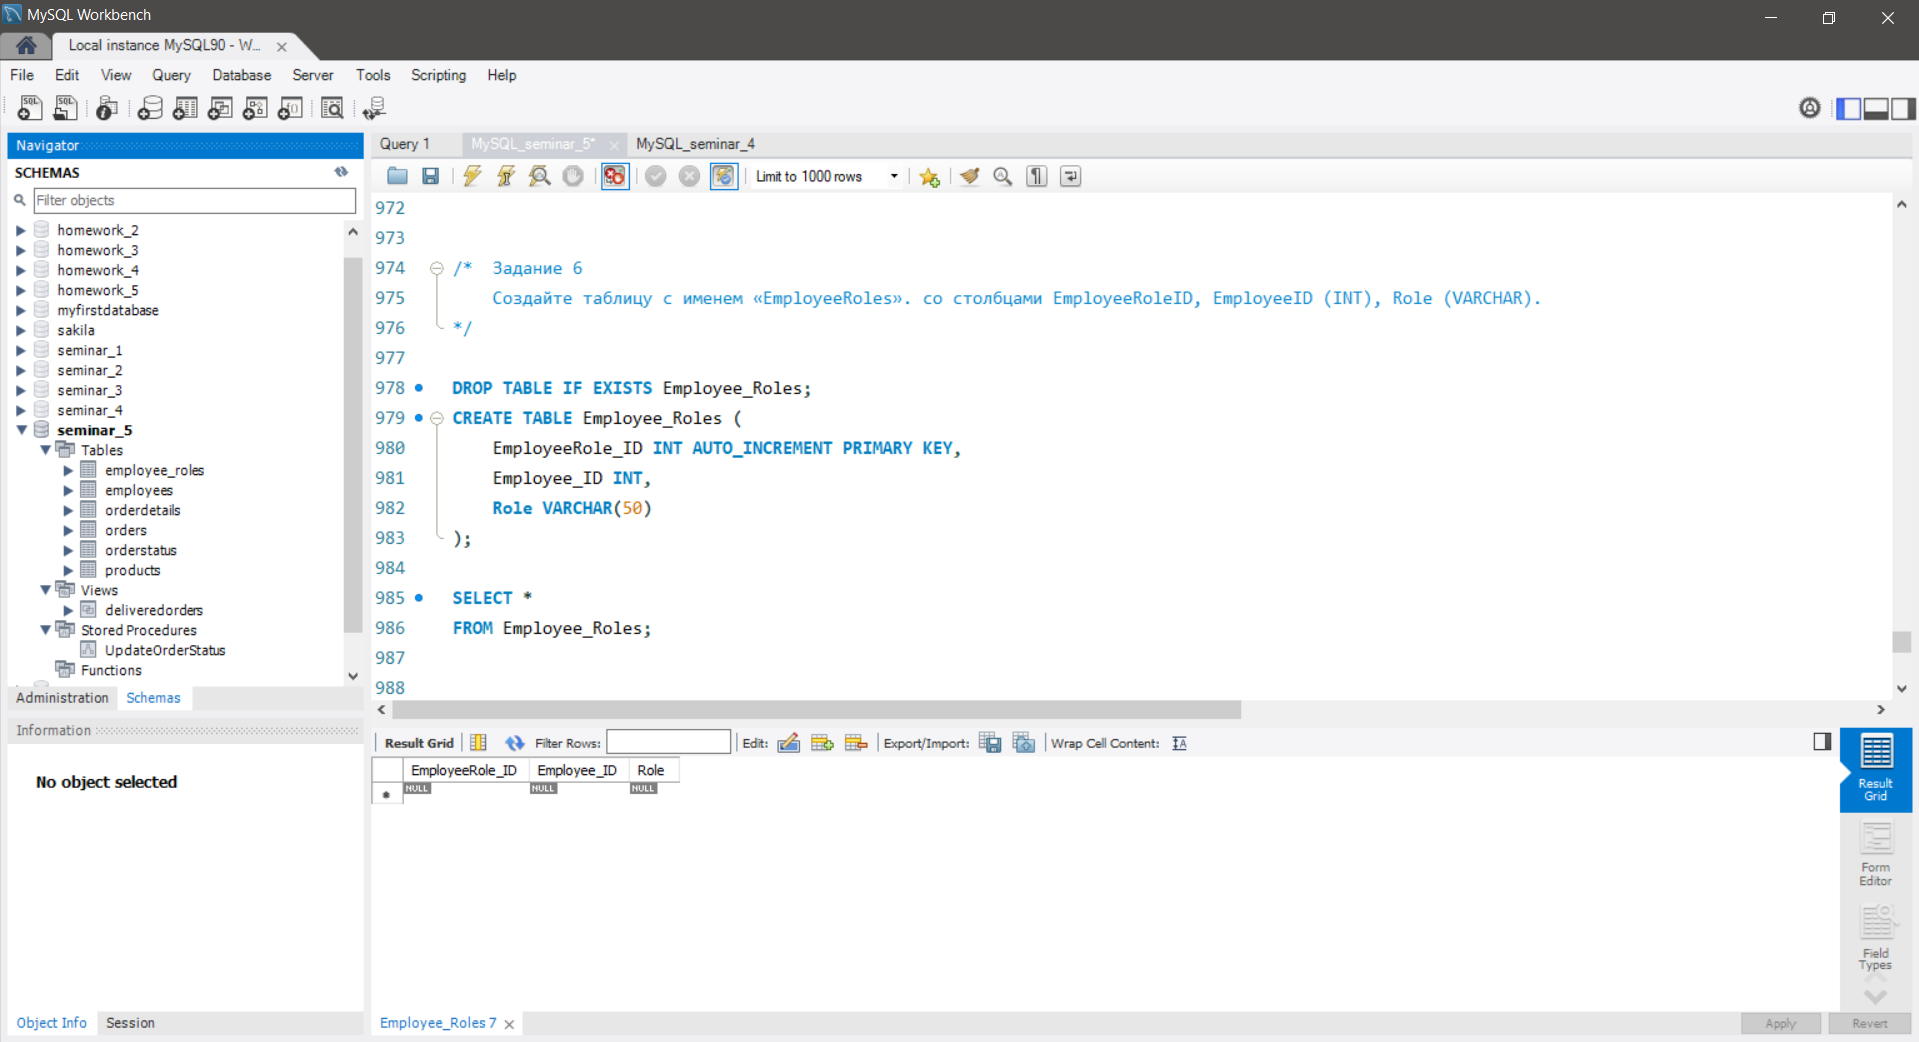 MySQL Workbench
Local instance MySQL90 - W...
File Edit View Query Database Server Tools Scripting Help
Navigator
SCHEMAS
Filter objects
homework_2
homework_3
homework_4
homework_5
myfirstdatabase
sakila
seminar_1
seminar_2
seminar_3
seminar_4
seminar_5
Tables
employee_roles
employees
orderdetails
orders
orderstatus
products
Views
deliveredorders
Stored Procedures
UpdateOrderStatus
Functions
Administration Schemas
Information
No object selected
Object Info Session
Query 1 MySQL_seminar_5* MySQL_seminar_4
Limit to 1000 rows
972
973
974 /* Задание 6
975 Создайте таблицу с именем «EmployeeRoles». со столбцами EmployeeRoleID, EmployeeID (INT), Role (VARCHAR).
976 */
977
978 DROP TABLE IF EXISTS Employee_Roles;
979 CREATE TABLE Employee_Roles (
980 EmployeeRole_ID INT AUTO_INCREMENT PRIMARY KEY,
981 Employee_ID INT,
982 Role VARCHAR(50)
983 );
984
985 SELECT *
986 FROM Employee_Roles;
987
988
Result Grid Filter Rows: Edit: Export/Import: Wrap Cell Content:
EmployeeRole_ID Employee_ID Role
NULL NULL NULL
Result
Grid
Form
Editor
Field
Types
Employee_Roles 7
Apply Revert